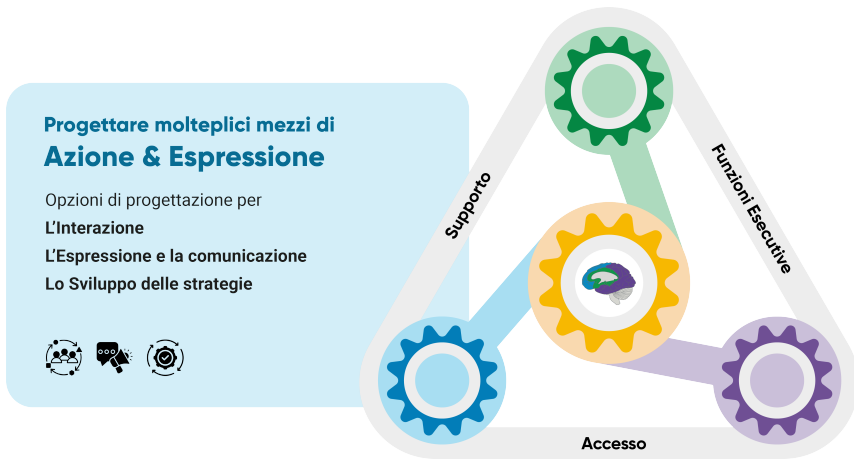 Progettare molteplici mezzi di
Azione & Espressione
Opzioni di progettazione per
L’Interazione
L’Espressione e la comunicazione
Lo Sviluppo delle strategie
Supporto
Funzioni Esecutive
Accesso